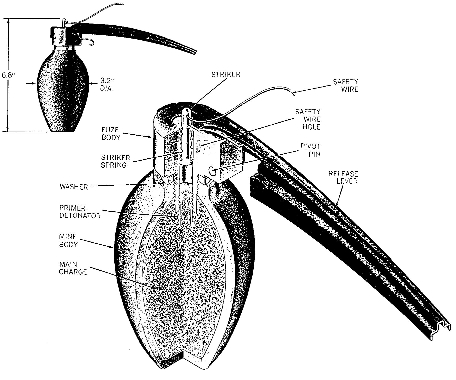 6.8"
3.2"
DIA.
STRIKER
SAFETY
WIRE
SAFETY
WIRE
HOLE
FUZE
BODY
PIVOT
PIN
STRIKER
SPRING
RELEASE
LEVER
WASHER
PRIMER
DETONATOR
MINE
BODY
MAIN
CHARGE